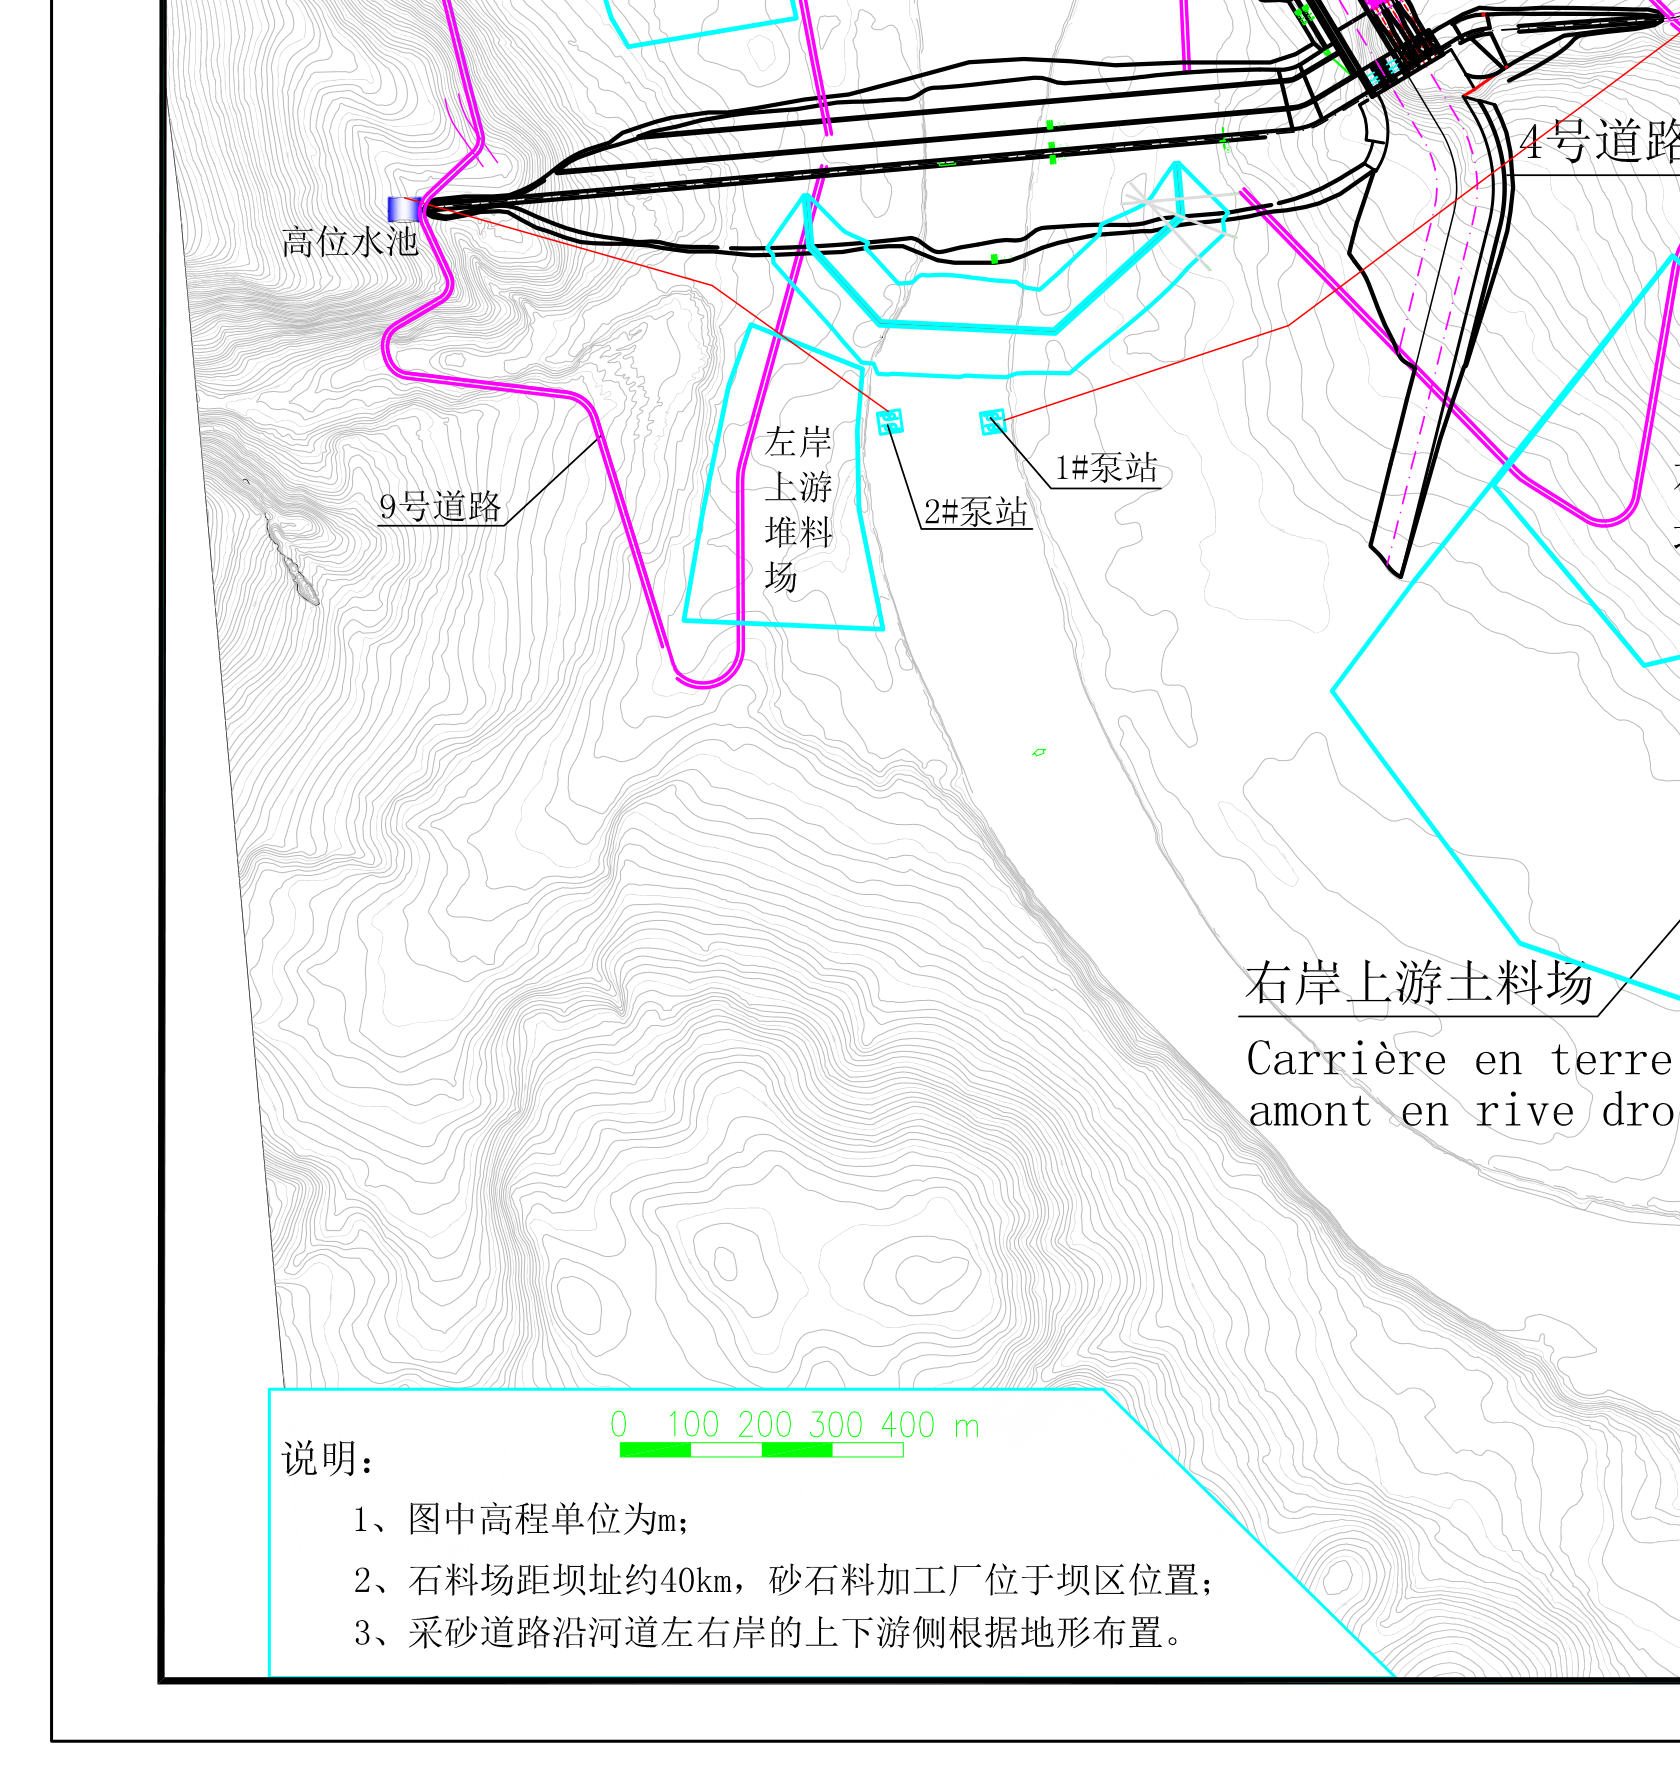 4号道路
高位水池
左岸
上游
堆料
场
1#泵站
9号道路
2#泵站
右岸上游土料场
Carrière en terre
amont en rive dro
0 100 200 300 400 m
说明：
1、图中高程单位为m；
2、石料场距坝址约40km，砂石料加工厂位于坝区位置；
3、采砂道路沿河道左右岸的上下游侧根据地形布置。